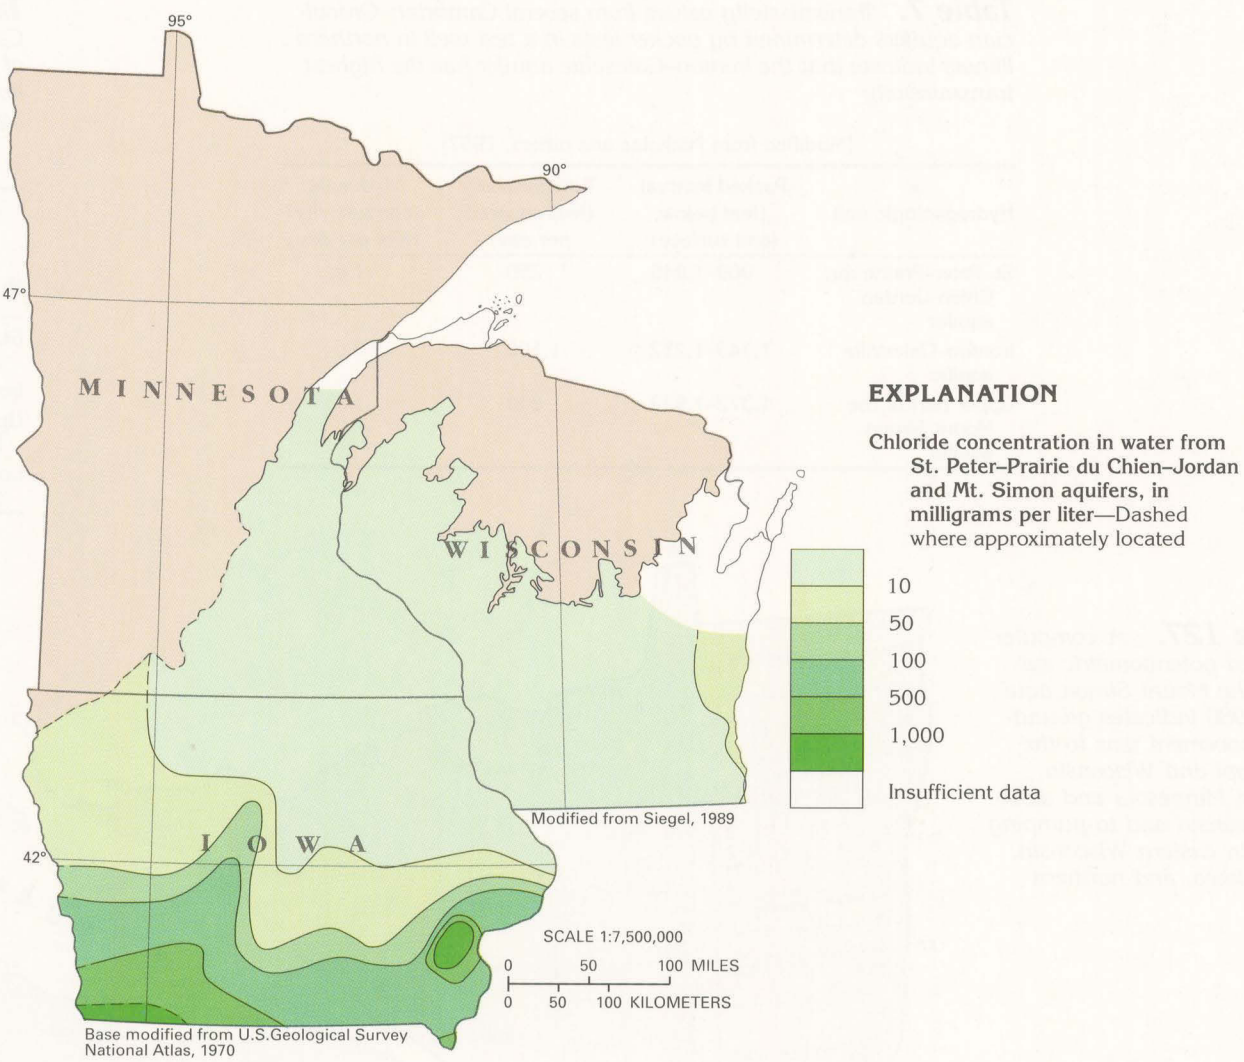 95°
90°
47°
MINNESOTA
EXPLANATION
Chloride concentration in water from
St. Peter–Prairie du Chien–Jordan
and Mt. Simon aquifers, in
milligrams per liter—Dashed
where approximately located
WISCONSIN
10
50
100
500
1,000
Insufficient data
Modified from Siegel, 1989
IOWA
42°
SCALE 1:7,500,000
0 50 100 MILES
0 50 100 KILOMETERS
Base modified from U.S.Geological Survey
National Atlas, 1970